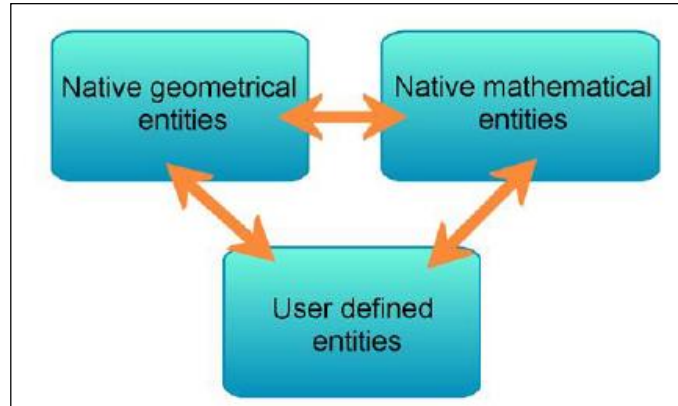 Native geometrical
entities
Native mathematical
entities
User defined
entities